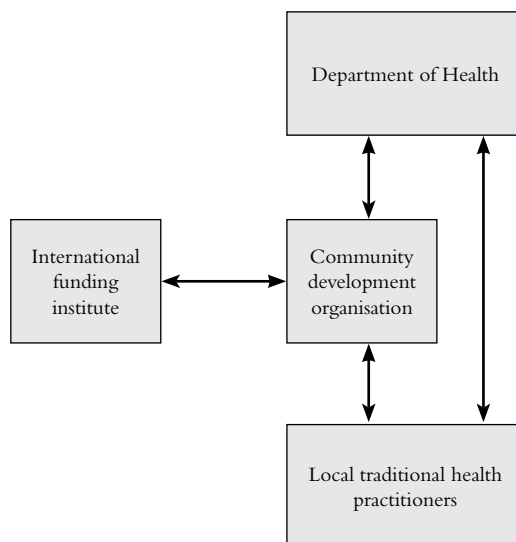 Department of Health
International
funding
institute
Community
development
organisation
Local traditional health
practitioners